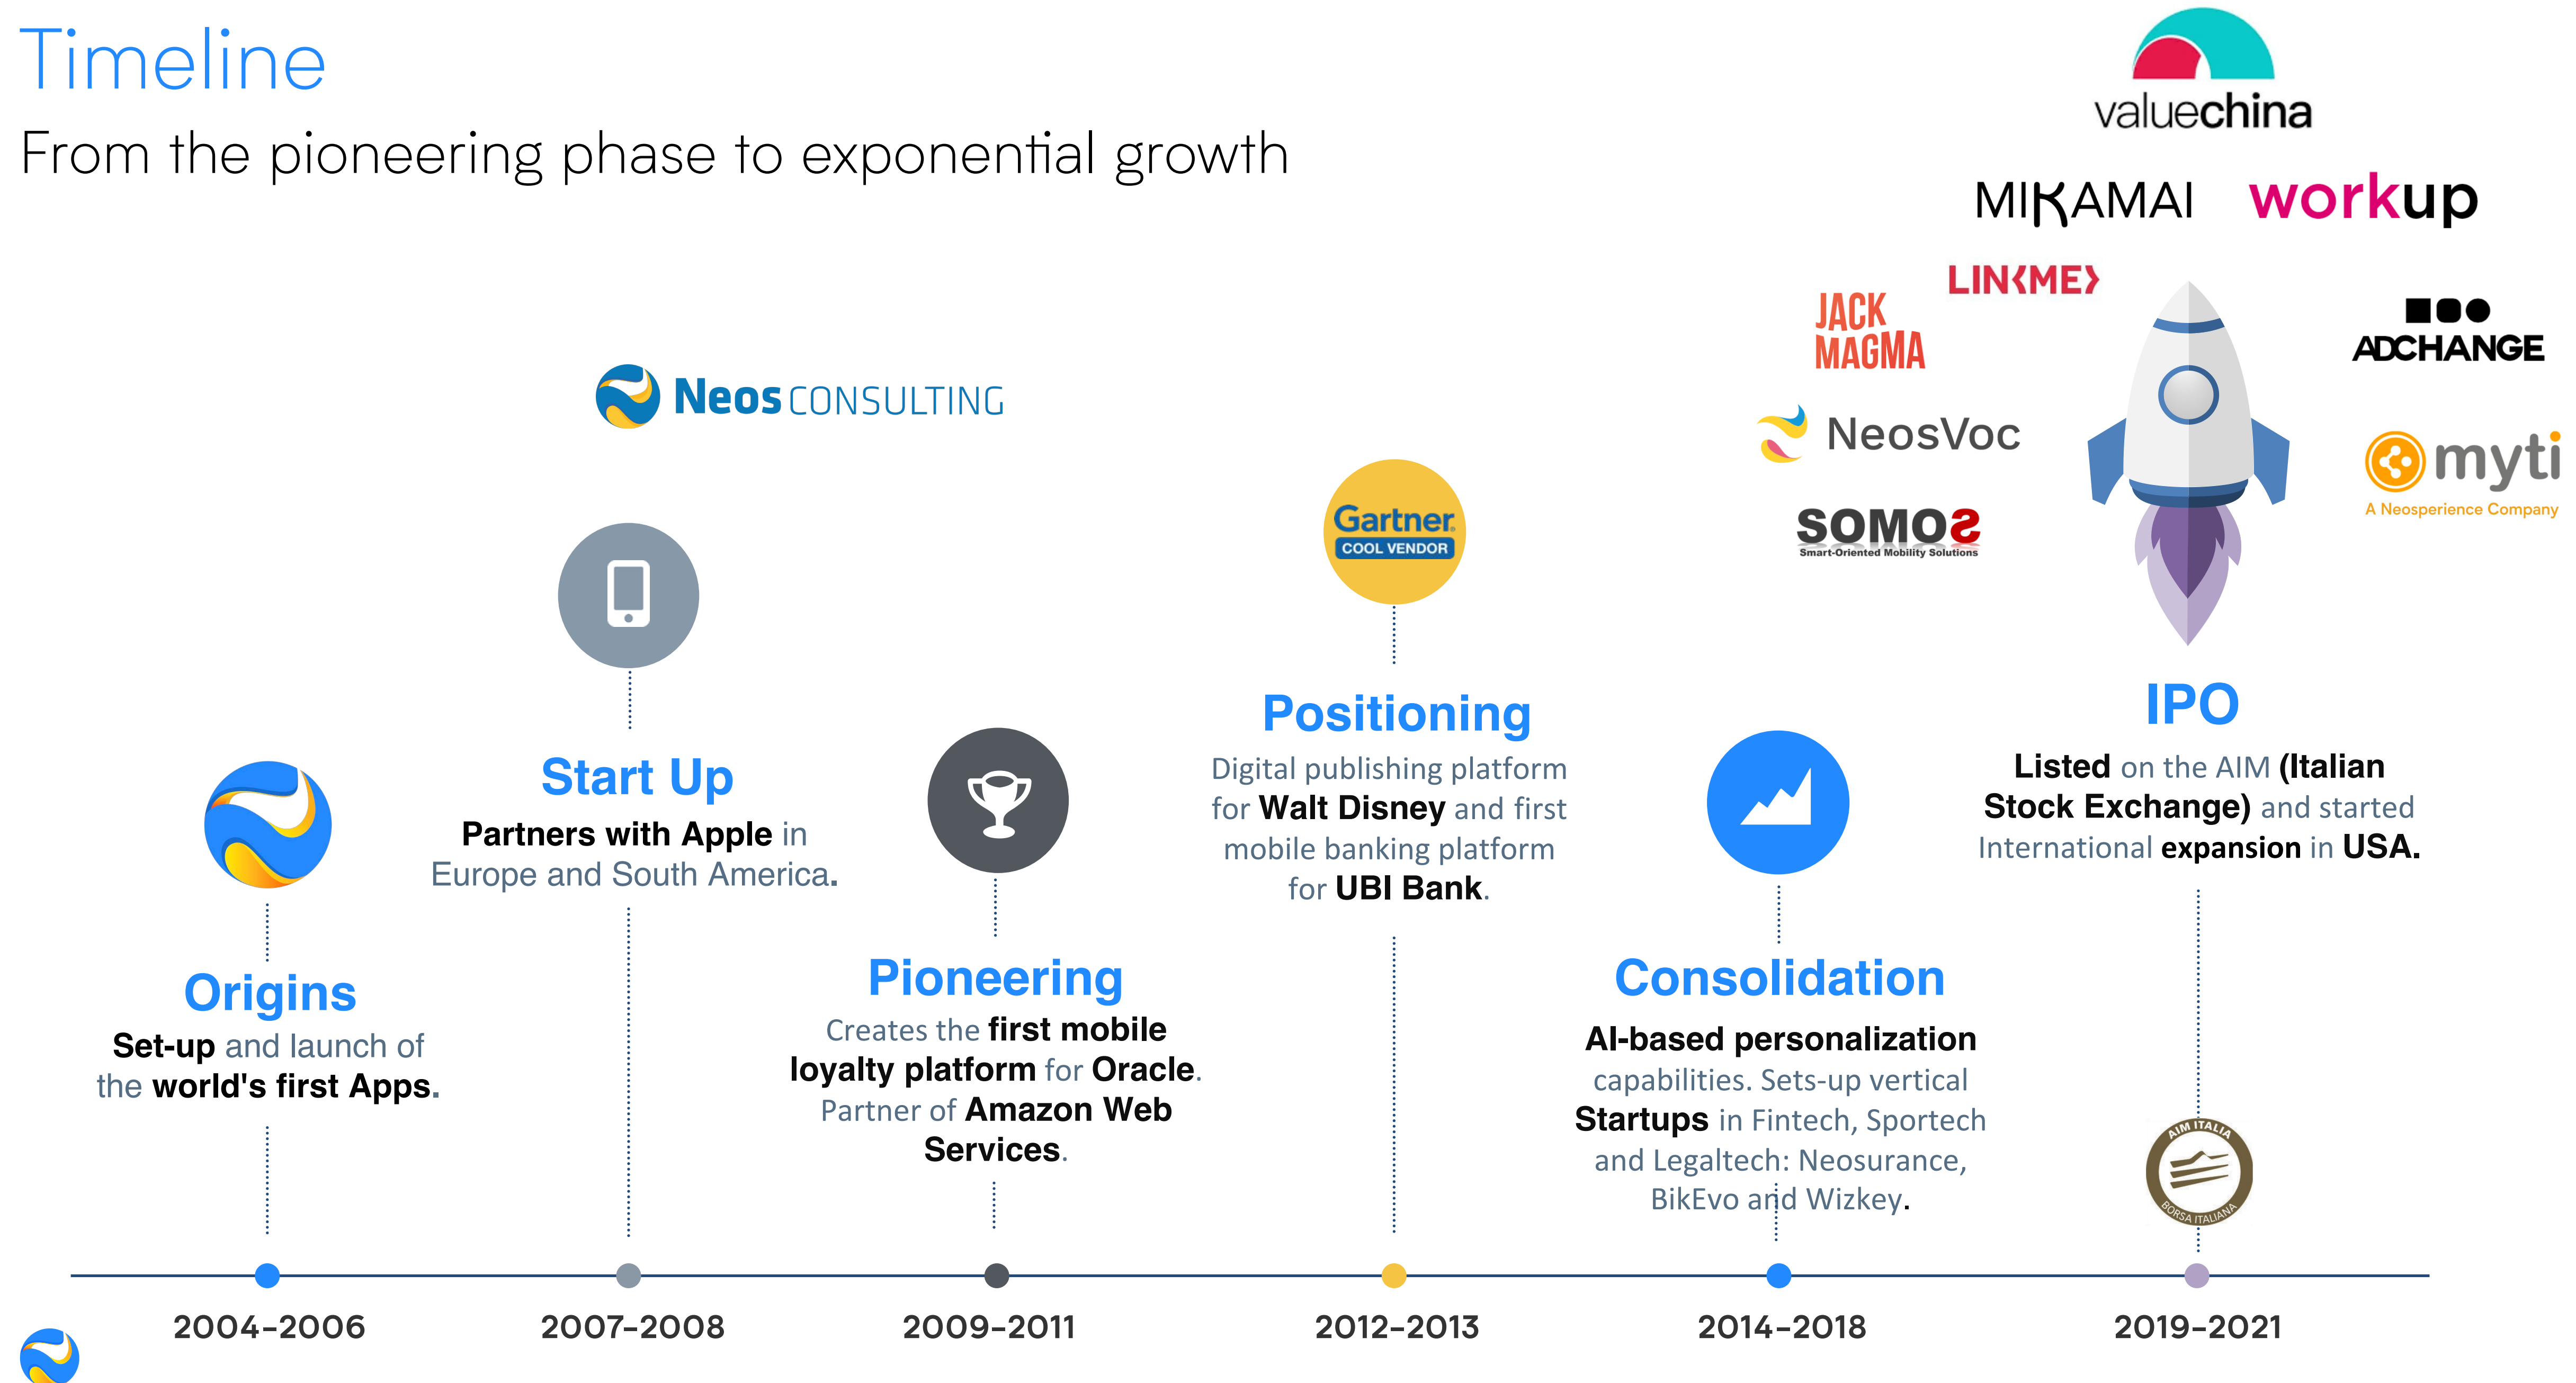 Timeline
From the pioneering phase to exponential growth
valuechina
MIKAMAI
workup
LIN<ME>
JACK
MAGMA
ADCHANGE
Neos CONSULTING
NeosVoc
myti
A Neosperience Company
SOMOS
Smart-Oriented Mobility Solutions
Gartner
COOL VENDOR
Origins
Set-up and launch of
the world's first Apps.
Start Up
Partners with Apple in
Europe and South America.
Pioneering
Creates the first mobile
loyalty platform for Oracle.
Partner of Amazon Web
Services.
Positioning
Digital publishing platform
for Walt Disney and first
mobile banking platform
for UBI Bank.
Consolidation
AI-based personalization
capabilities. Sets-up vertical
Startups in Fintech, Sportech
and Legaltech: Neosurance,
BikEvo and Wizkey.
IPO
Listed on the AIM (Italian
Stock Exchange) and started
International expansion in USA.
AIM ITALIA
BORSA ITALIANA
2004-2006
2007-2008
2009-2011
2012-2013
2014-2018
2019-2021